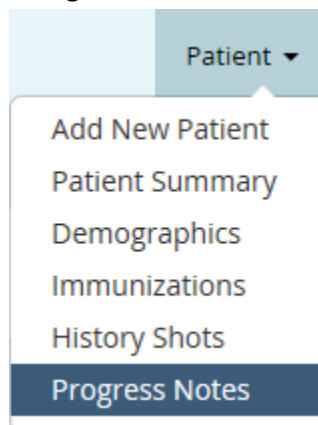 Patient
Add New Patient
Patient Summary
Demographics
Immunizations
History Shots
Progress Notes